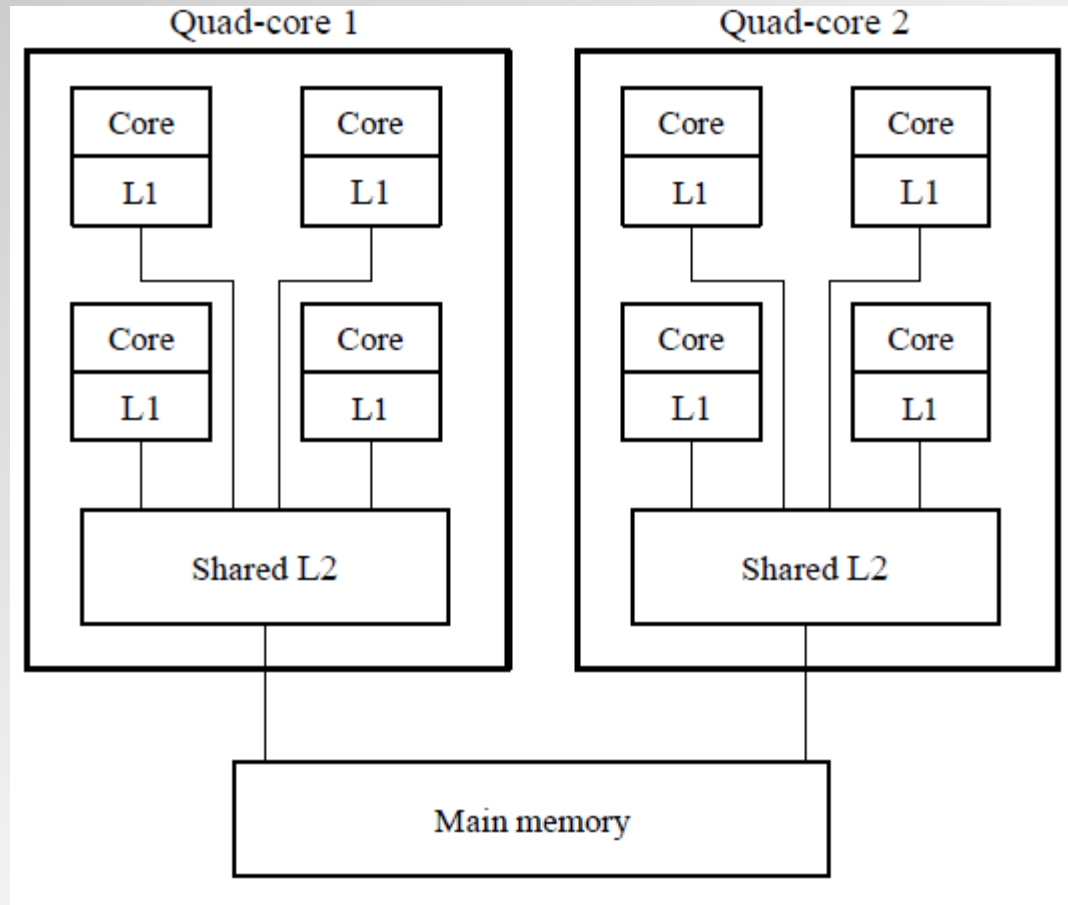 Quad-core 1
Quad-core 2
Core
Core
L1
L1
Core
Core
L1
L1
Shared L2
Core
Core
L1
L1
Core
Core
L1
L1
Shared L2
Main memory